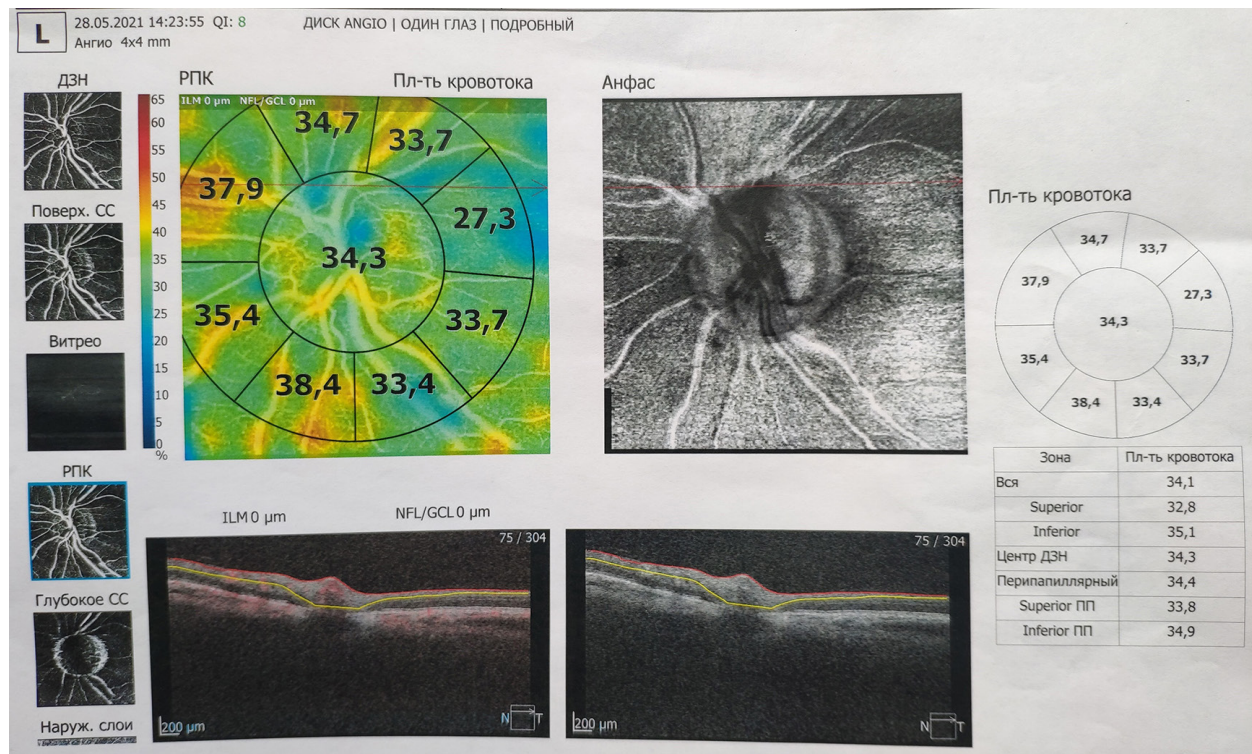 L
28.05.2021 14:23:55 QI: 8
Ангио 4x4 mm
ДИСК ANGIO | ОДИН ГЛАЗ | ПОДРОБНЫЙ
ДЗН
Поверх. СС
Витрео
РПК
Глубокое СС
Наруж. слои
РПК
Пл-ть кровотока
ILM 0 µm NFL/GCL 0 µm
65
60
55
50
45
40
35
30
25
20
15
10
5
0
%
34,7
33,7
37,9
27,3
34,3
35,4
33,7
38,4
33,4
Анфас
Пл-ть кровотока
34,7
33,7
37,9
27,3
34,3
35,4
33,7
38,4
33,4
Зона Пл-ть кровотока
Вся 34,1
Superior 32,8
Inferior 35,1
Центр ДЗН 34,3
Перипапиллярный 34,4
Superior ПП 33,8
Inferior ПП 34,9
ILM 0 µm NFL/GCL 0 µm
75 / 304
200 µm
N T
75 / 304
200 µm
N T